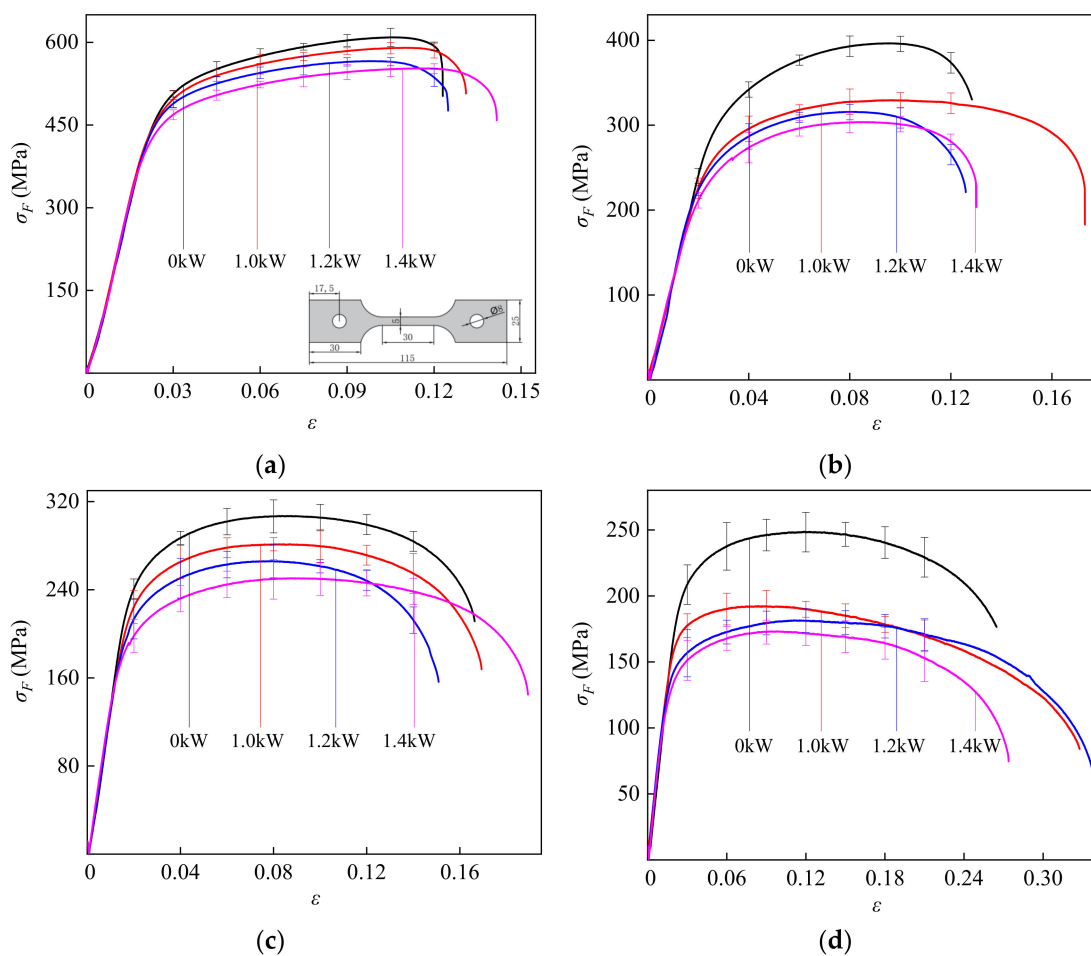 600
450
300
150
σF (MPa)
0kW 1.0kW 1.2kW 1.4kW
17,5
Ø8
5
25
30
30
115
0 0.03 0.06 0.09 0.12 0.15
ε
(a)
400
300
200
100
σF (MPa)
0kW 1.0kW 1.2kW 1.4kW
0 0.04 0.08 0.12 0.16
ε
(b)
320
240
160
80
σF (MPa)
0kW 1.0kW 1.2kW 1.4kW
0 0.04 0.08 0.12 0.16
ε
(c)
250
200
150
100
50
σF (MPa)
0kW 1.0kW 1.2kW 1.4kW
0 0.06 0.12 0.18 0.24 0.30
ε
(d)